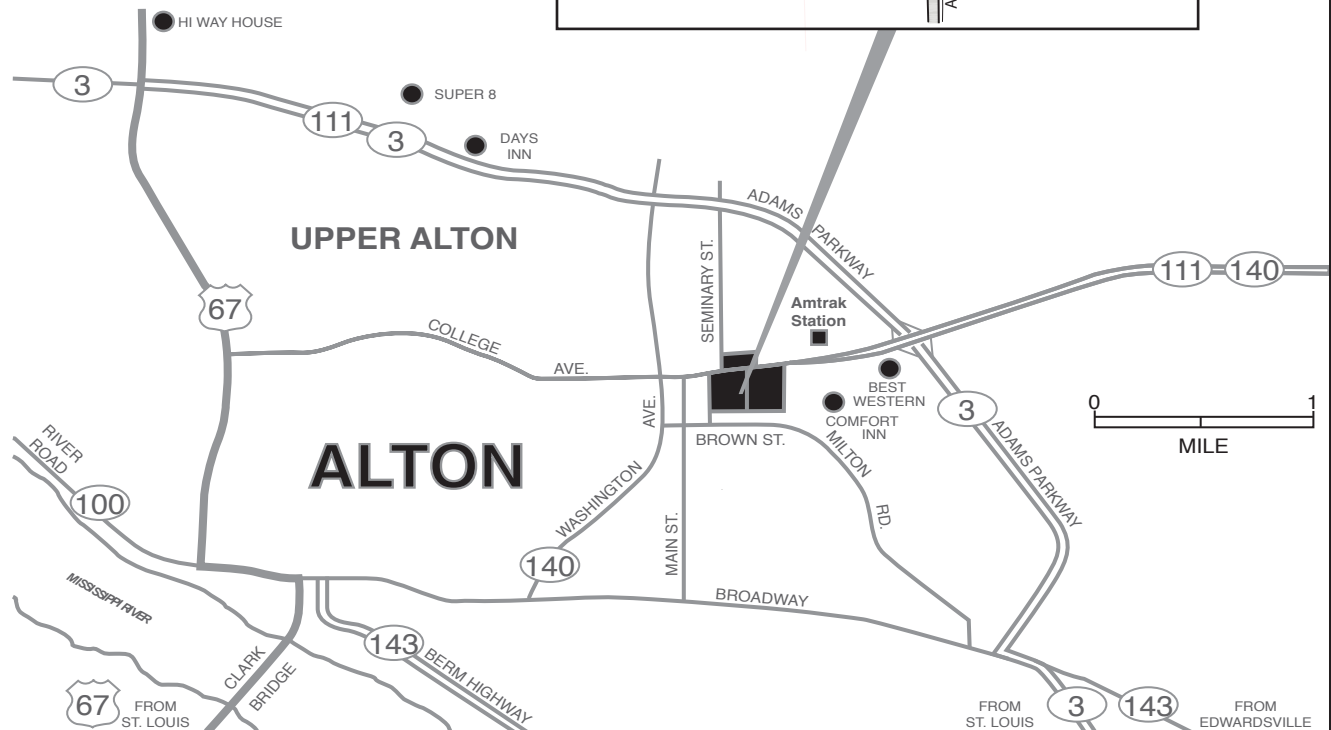 A
HI WAY HOUSE
3
SUPER 8
111
3
DAYS
INN
ADAMS
PARKWAY
UPPER ALTON
SEMINARY ST.
111
140
67
Amtrak
Station
COLLEGE
AVE.
BEST
WESTERN
COMFORT
INN
3
0
1
MILE
AVE.
BROWN ST.
MILTON
RD.
ADAMS PARKWAY
RIVER
ROAD
ALTON
100
WASHINGTON
MAIN ST.
140
MISSISSIPPI RIVER
BROADWAY
143
BERM HIGHWAY
CLARK
BRIDGE
67
FROM
ST. LOUIS
FROM
ST. LOUIS
3
143
FROM
EDWARDSVILLE